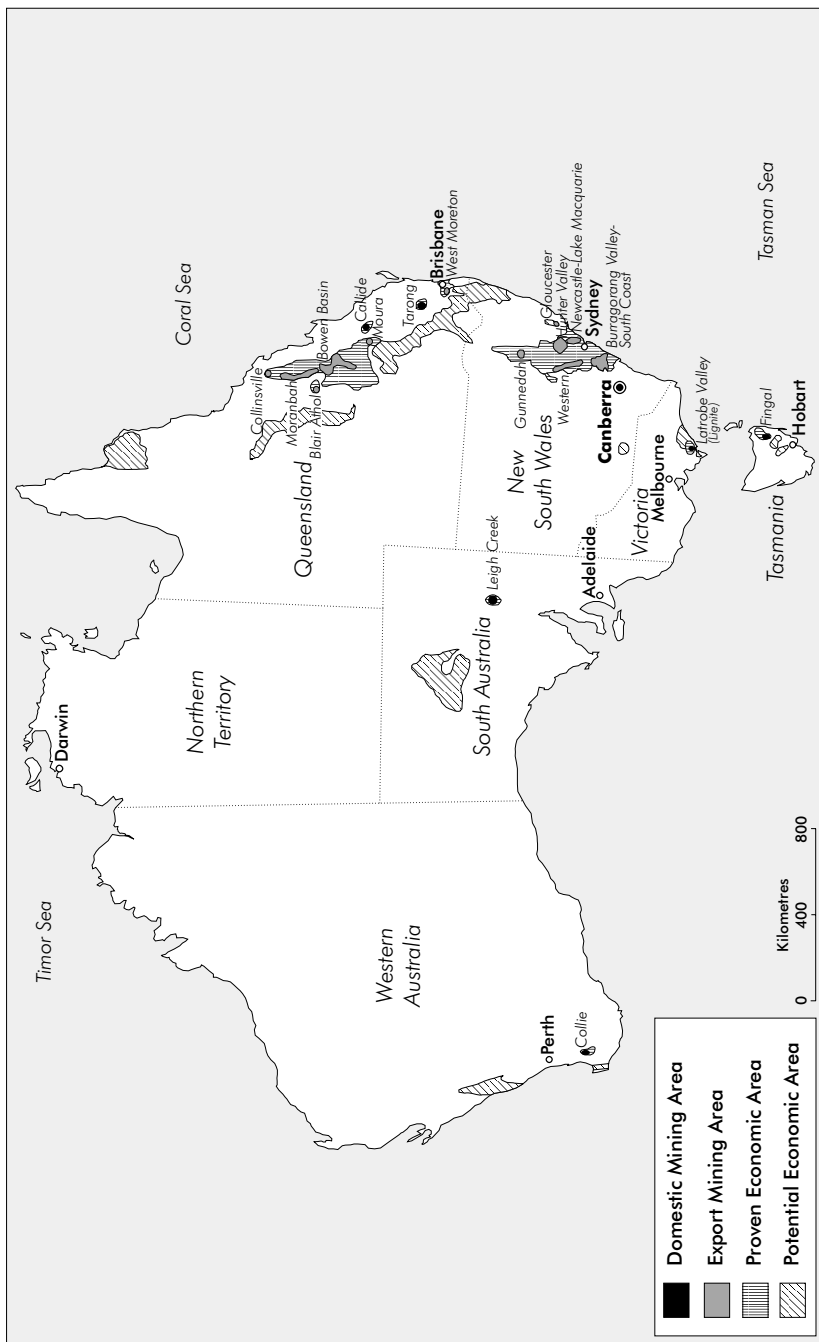 Timor Sea
Darwin
Coral Sea
Northern
Territory
Queensland
Collinsville
Moranbah
Blair Athol
Bowen Basin
Callide
Moura
Tarong
Brisbane
West Moreton
Western
Australia
South Australia
Leigh Creek
New
South Wales
Gunnedah
Western
Gloucester
Hunter Valley
Newcastle-Lake Macquarie
Sydney
Burragorang Valley-
South Coast
Perth
Collie
Adelaide
Canberra
Victoria
Melbourne
Latrobe Valley
(Lignite)
Tasman Sea
Tasmania
Fingal
Hobart
Domestic Mining Area
Export Mining Area
Proven Economic Area
Potential Economic Area
Kilometres
0 400 800